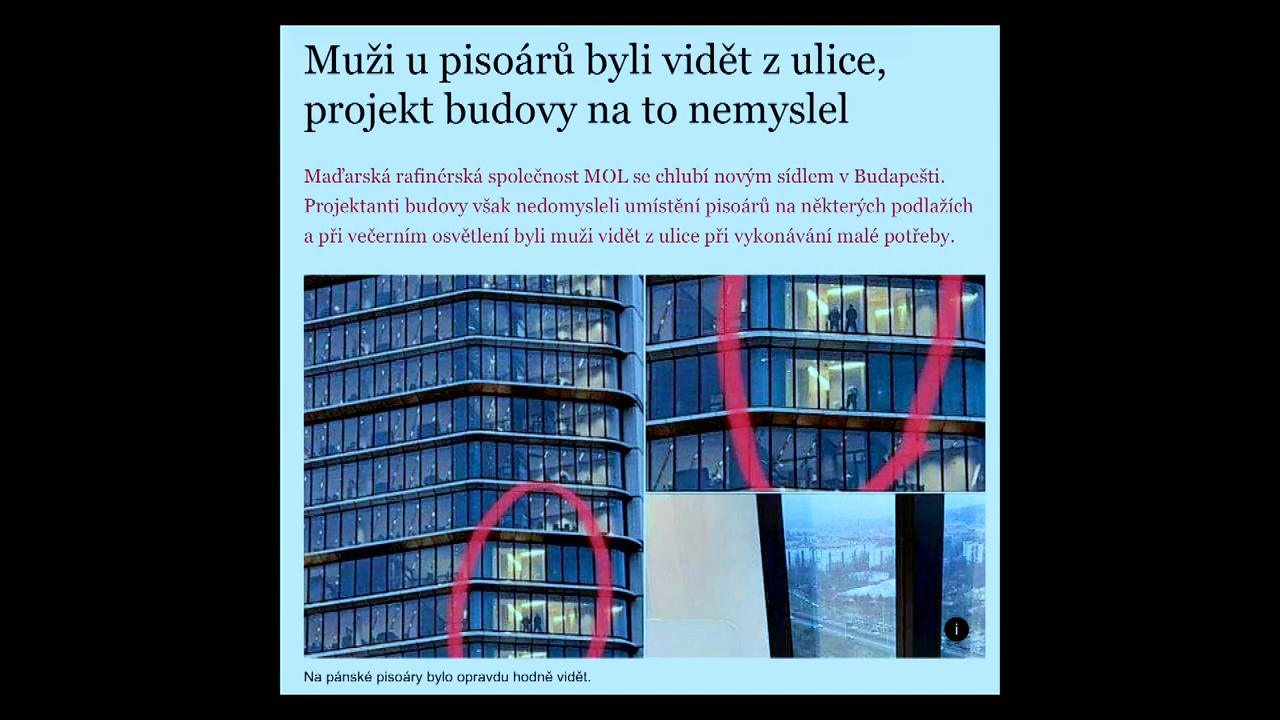 Muži u pisoárů byli vidět z ulice,
projekt budovy na to nemyslel
Maďarská rafinérská společnost MOL se chlubí novým sídlem v Budapešti.
Projektanti budovy však nedomysleli umístění pisoárů na některých podlažích
a při večerním osvětlení byli muži vidět z ulice při vykonávání malé potřeby.
i
Na pánské pisoáry bylo opravdu hodně vidět.